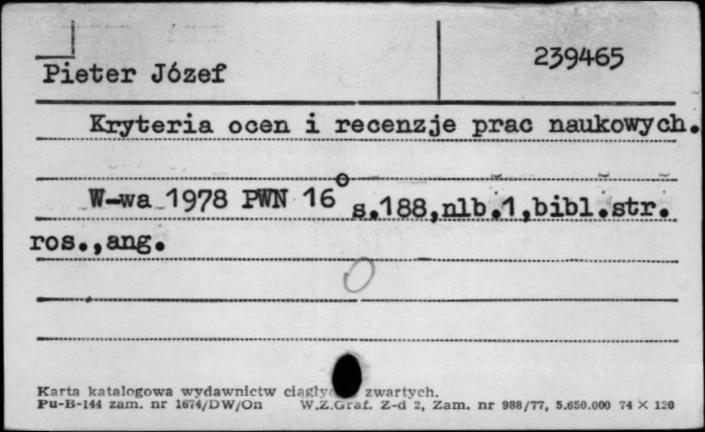 239465
Pieter Józef
Kryteria ocen i recenzje prac naukowych.
W-wa 1978 PWN 16° s.188,nlb.1,bibl.str.
ros.,ang.
Karta katalogowa wydawnictw zwartych.
Pu-B-144 zam. nr 1674/DW/On W.Z.Graf. Z-d 2, Zam. nr 988/77, 5.650.000 74 × 120